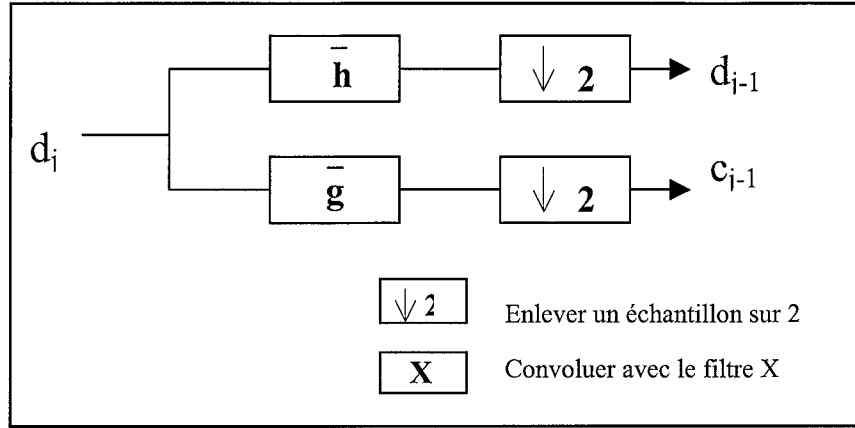 h̄ ↓ 2 d_{j-1}
d_j
ḡ ↓ 2 c_{j-1}
↓ 2 Enlever un échantillon sur 2
X Convoluer avec le filtre X